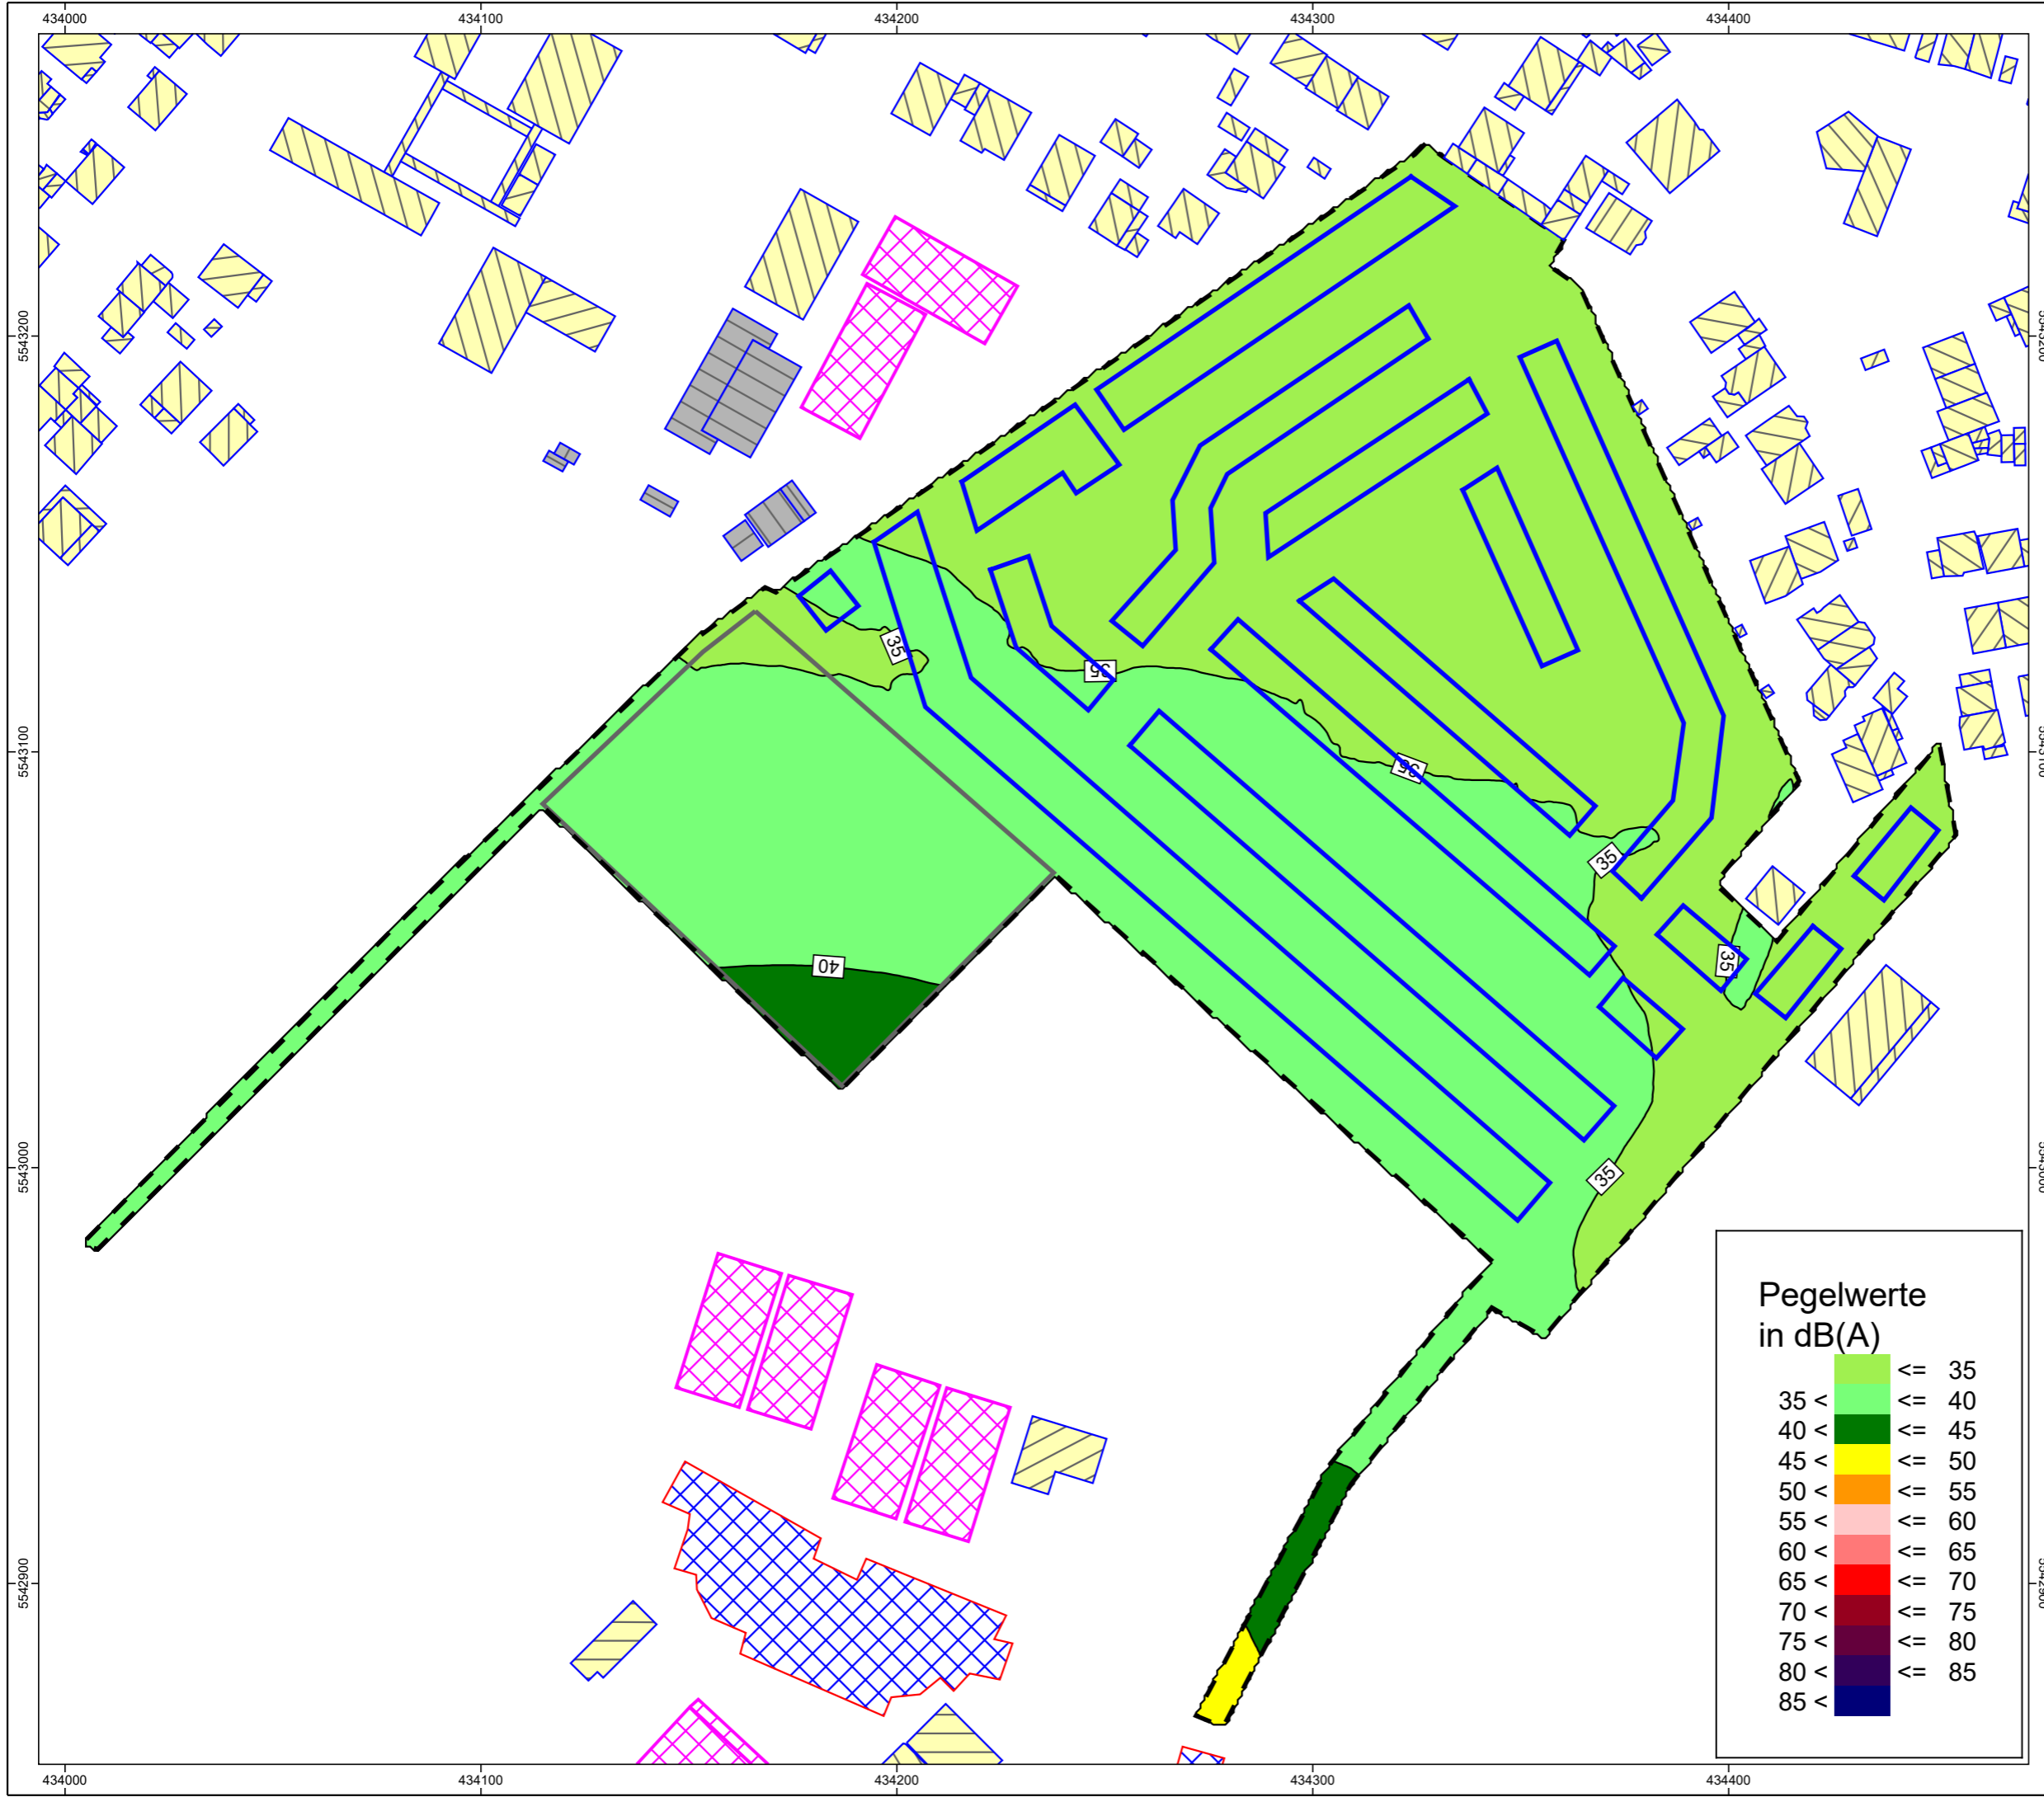 434000 434100 434200 434300 434400
5543200
35
35
5543100
35
35
40
35
5543000
35
5542900
Pegelwerte
in dB(A)
<= 35
35 < <= 40
40 < <= 45
45 < <= 50
50 < <= 55
55 < <= 60
60 < <= 65
65 < <= 70
70 < <= 75
75 < <= 80
80 < <= 85
85 <
434000 434100 434200 434300 434400